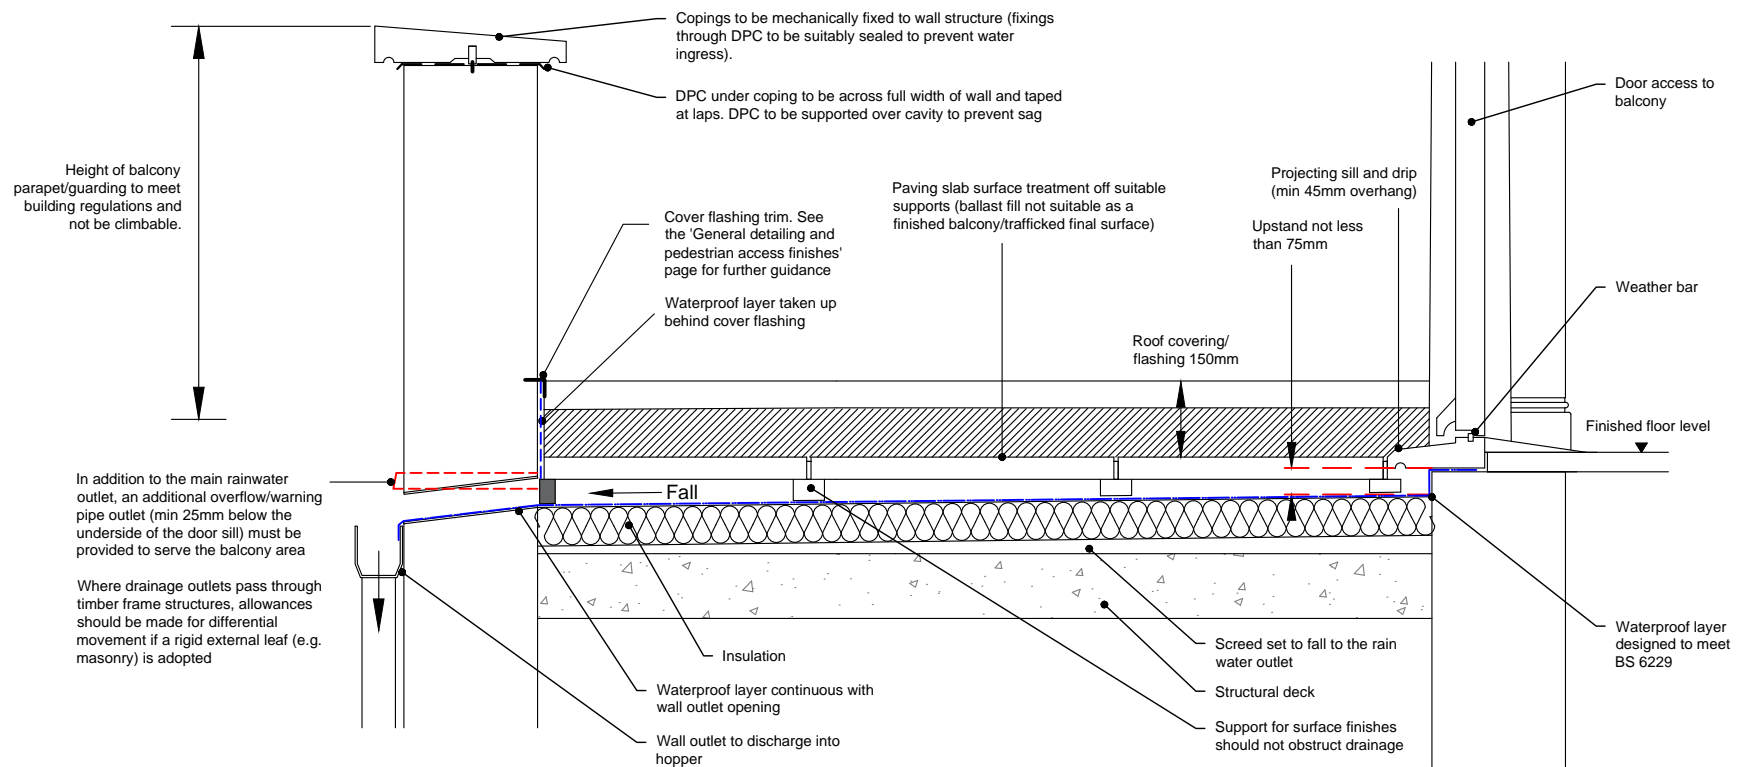 Copings to be mechanically fixed to wall structure (fixings
through DPC to be suitably sealed to prevent water
ingress).
DPC under coping to be across full width of wall and taped
at laps. DPC to be supported over cavity to prevent sag
Door access to
balcony
Height of balcony
parapet/guarding to meet
building regulations and
not be climbable.
Cover flashing trim. See
the 'General detailing and
pedestrian access finishes'
page for further guidance
Waterproof layer taken up
behind cover flashing
Paving slab surface treatment off suitable
supports (ballast fill not suitable as a
finished balcony/trafficked final surface)
Projecting sill and drip
(min 45mm overhang)
Upstand not less
than 75mm
Weather bar
Roof covering/
flashing 150mm
Finished floor level
In addition to the main rainwater
outlet, an additional overflow/warning
pipe outlet (min 25mm below the
underside of the door sill) must be
provided to serve the balcony area
Where drainage outlets pass through
timber frame structures, allowances
should be made for differential
movement if a rigid external leaf (e.g.
masonry) is adopted
Fall
Insulation
Waterproof layer continuous with
wall outlet opening
Wall outlet to discharge into
hopper
Screed set to fall to the rain
water outlet
Structural deck
Support for surface finishes
should not obstruct drainage
Waterproof layer
designed to meet
BS 6229